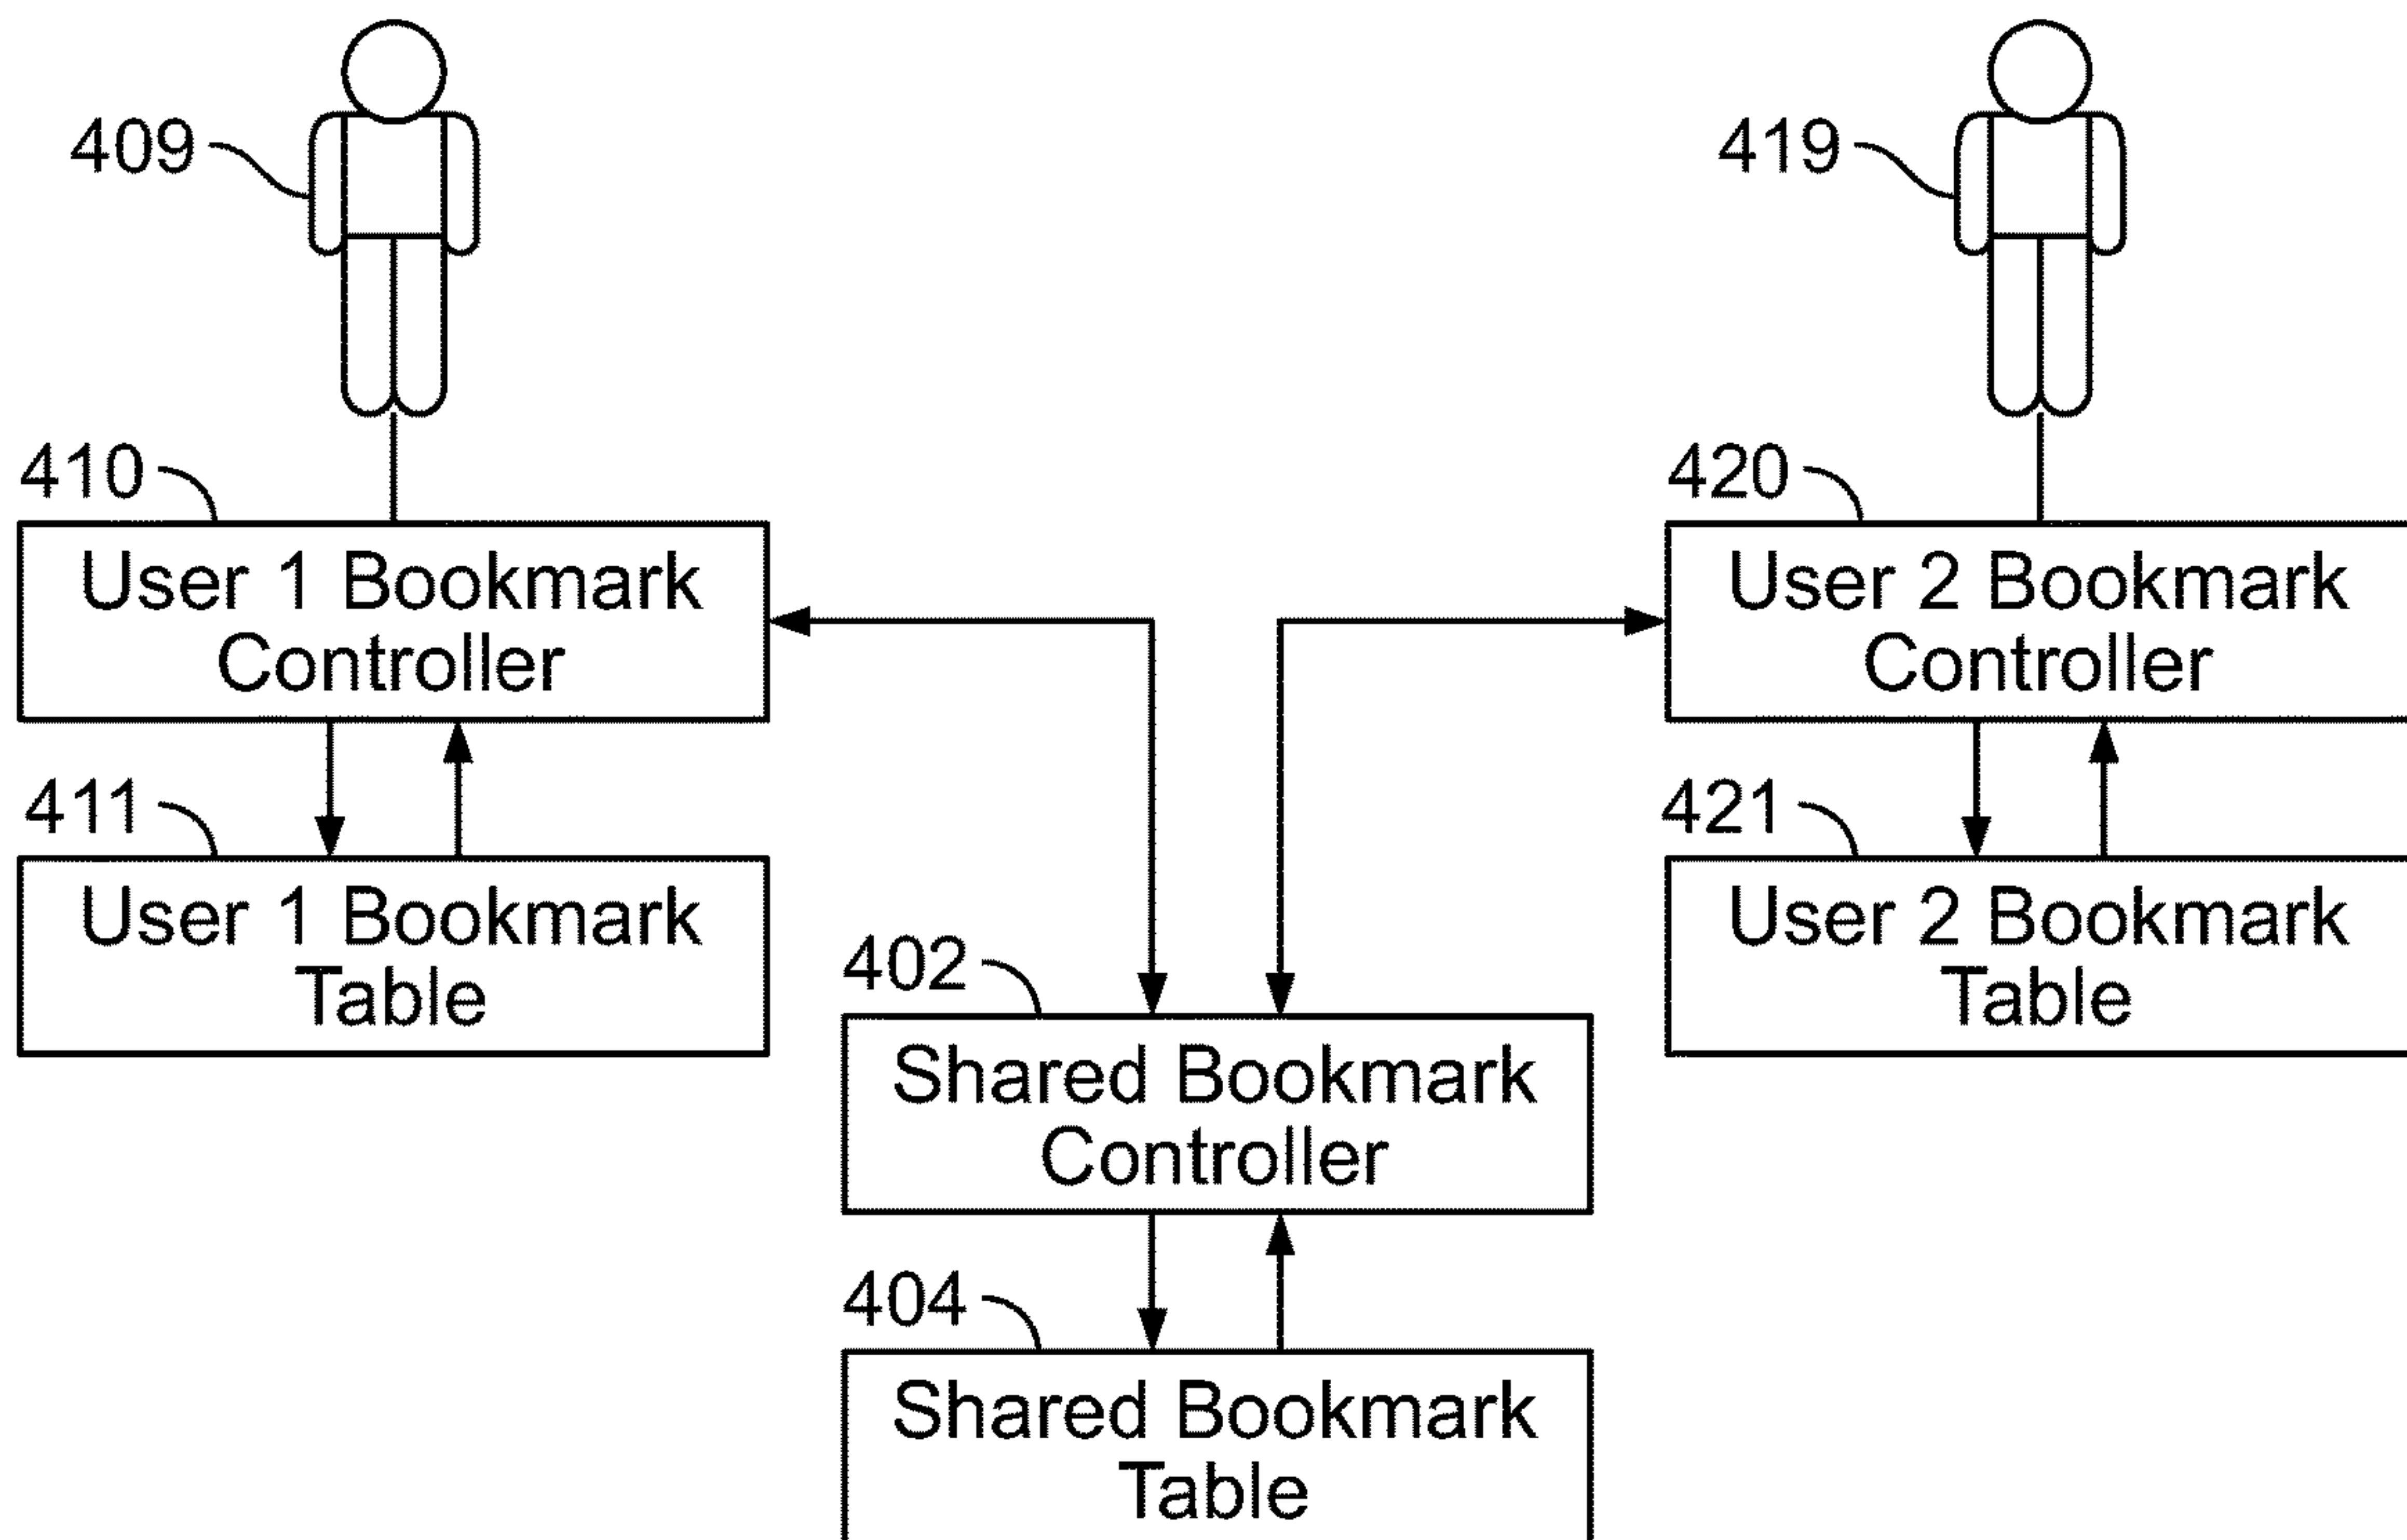 409
419
410
420
User 1 Bookmark
Controller
User 2 Bookmark
Controller
411
421
User 1 Bookmark
Table
User 2 Bookmark
Table
402
Shared Bookmark
Controller
404
Shared Bookmark
Table